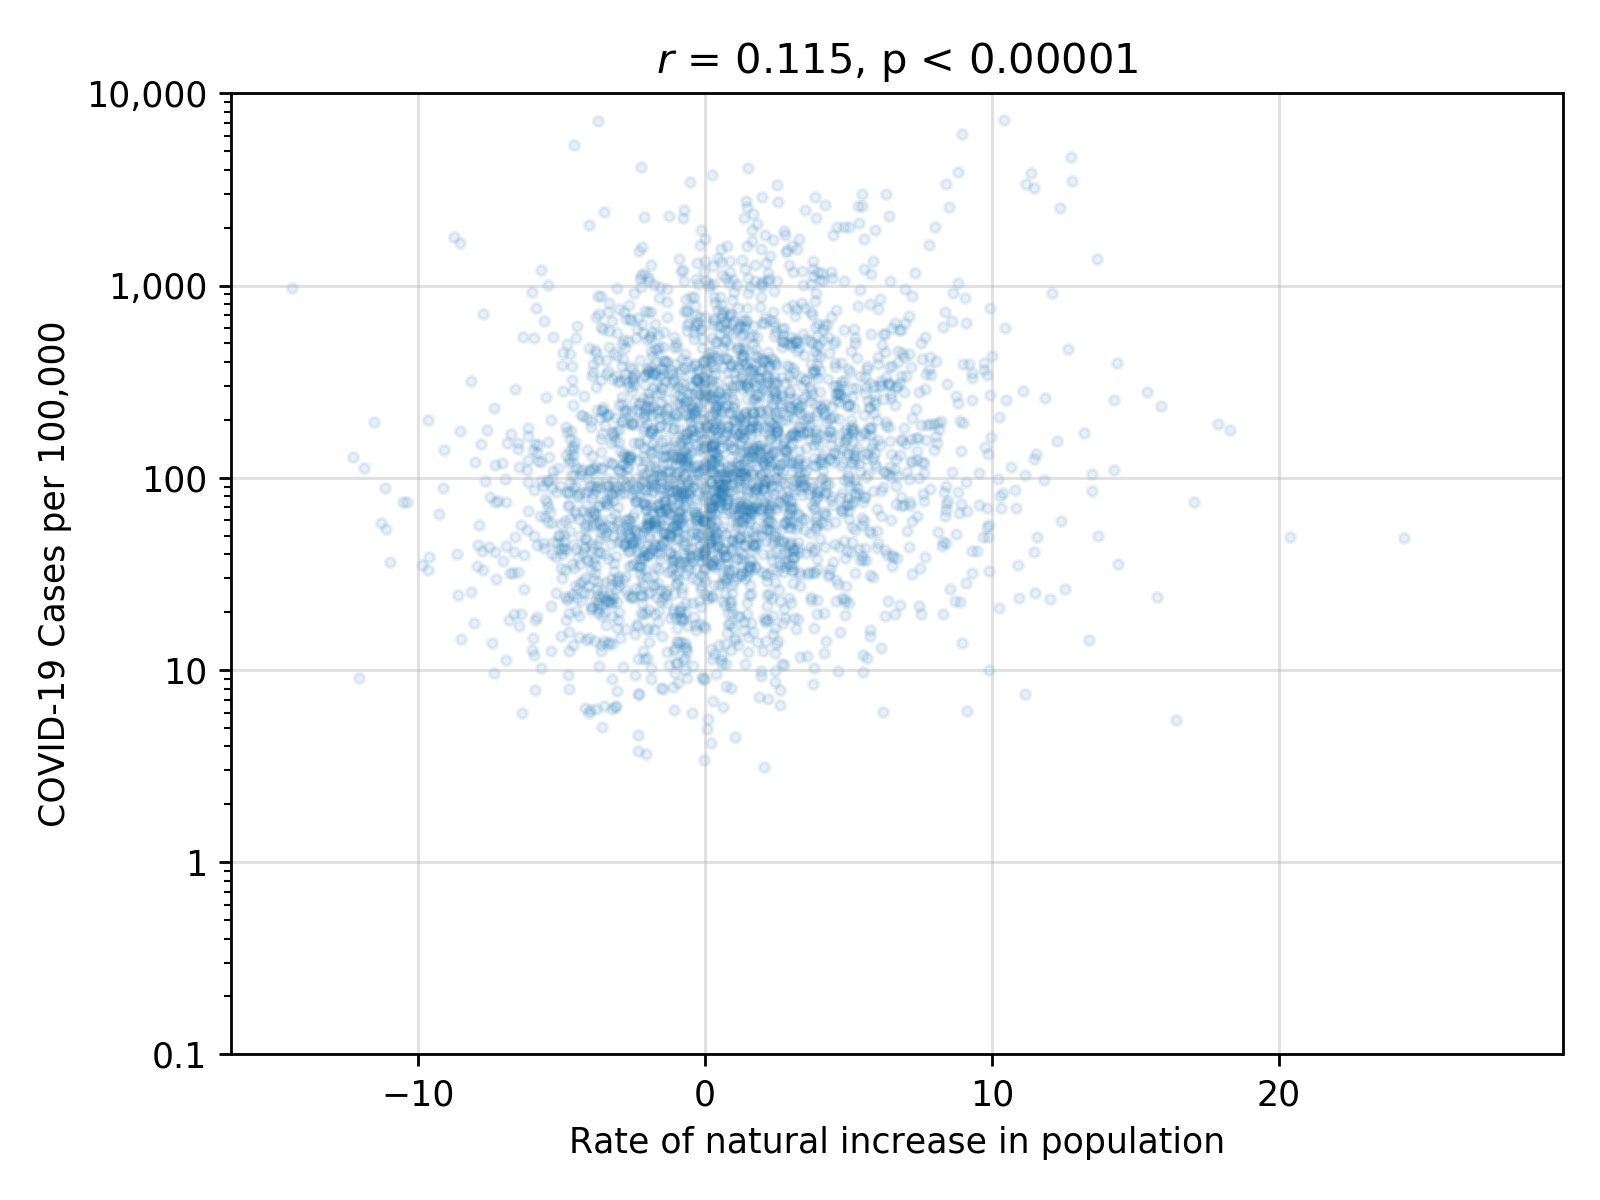 r = 0.115, p < 0.00001
10,000
1,000
100
10
1
0.1
COVID-19 Cases per 100,000
−10 0 10 20
Rate of natural increase in population